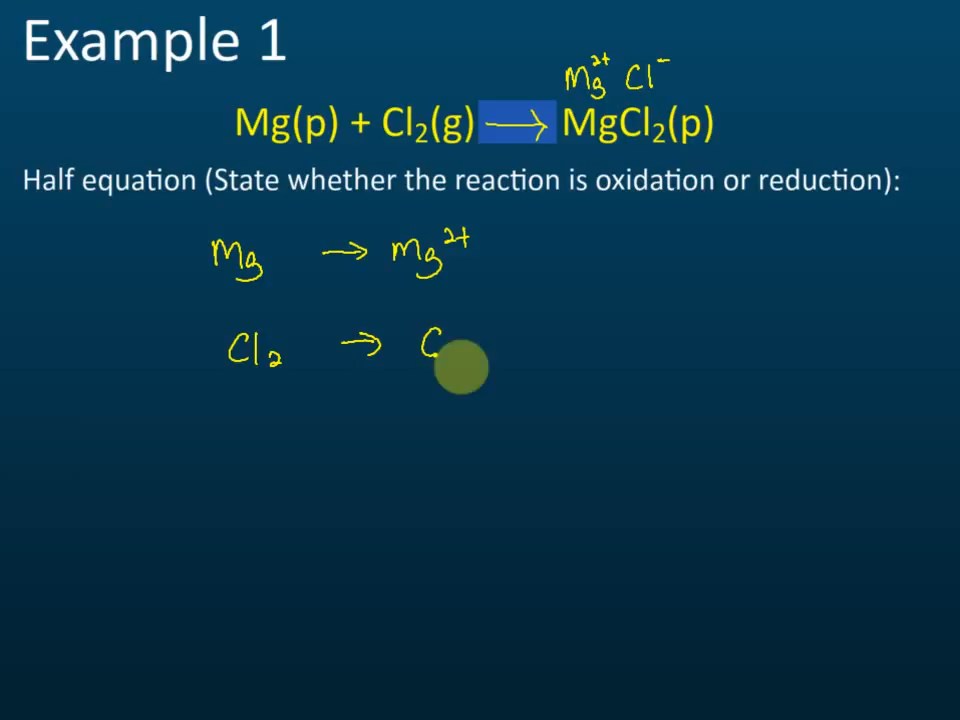 Example 1
Mg²⁺ Cl⁻
Mg(p) + Cl₂(g) ⟶ MgCl₂(p)
Half equation (State whether the reaction is oxidation or reduction):
Mg → Mg²⁺
Cl₂ → C